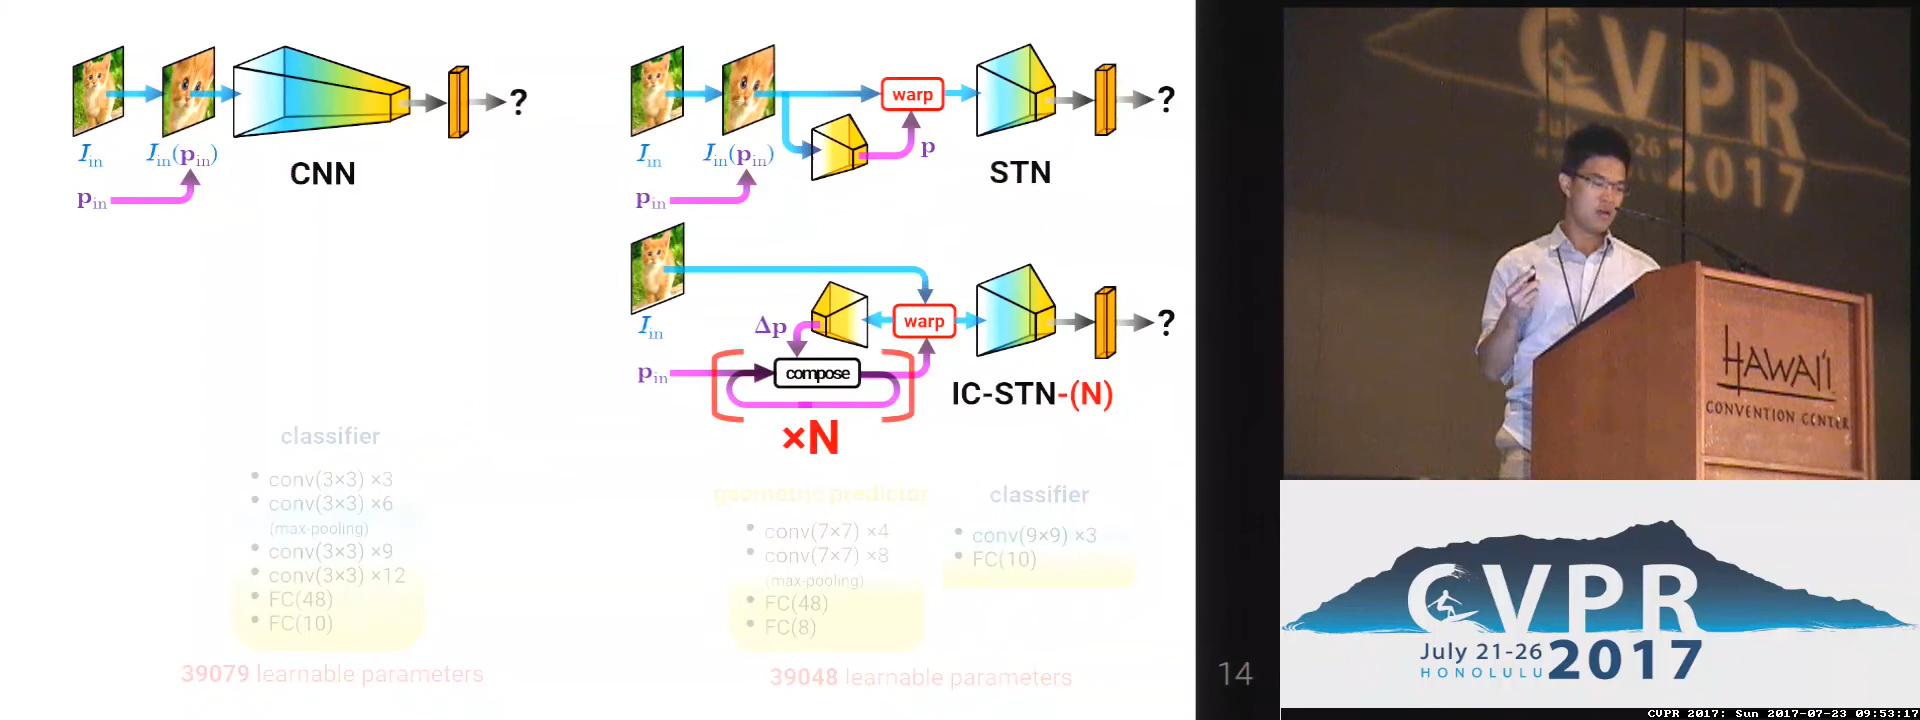 I_in
I_in(p_in)
p_in
CNN
?
I_in
I_in(p_in)
p_in
warp
p
STN
?
I_in
Δp
warp
p_in
compose
×N
IC-STN-(N)
?
classifier
conv(3×3) ×3
conv(3×3) ×6
(max-pooling)
conv(3×3) ×9
conv(3×3) ×12
FC(48)
FC(10)
39079 learnable parameters
geometric predictor
conv(7×7) ×4
conv(7×7) ×8
(max-pooling)
FC(48)
FC(8)
classifier
conv(9×9) ×3
FC(10)
39048 learnable parameters
14
CVPR
2017
HAWAI'I
CONVENTION CENTER
CVPR
July 21-26
HONOLULU
2017
CVPR 2017: Sun 2017-07-23 09:53:17